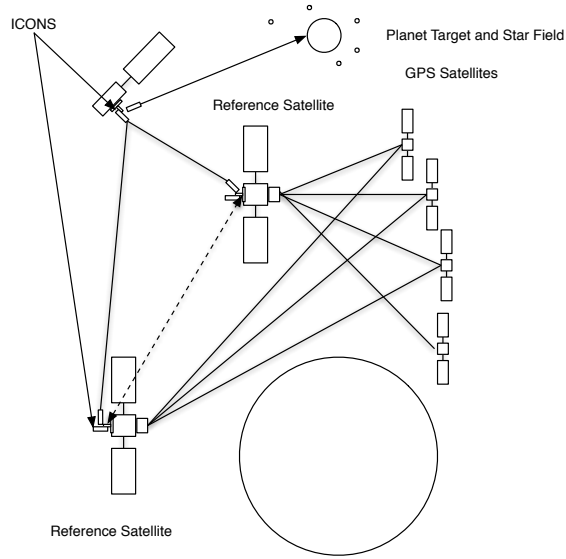 ICONS
Planet Target and Star Field
GPS Satellites
Reference Satellite
Reference Satellite